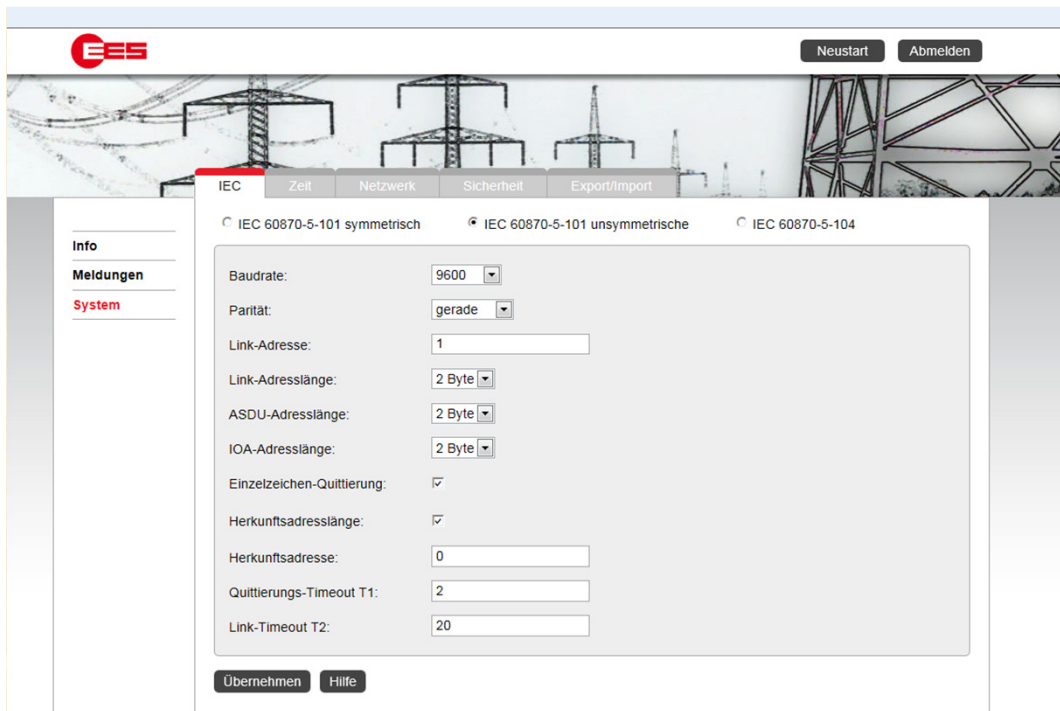 EES
Neustart Abmelden
IEC Zeit Netzwerk Sicherheit Export/Import
IEC 60870-5-101 symmetrisch IEC 60870-5-101 unsymmetrische IEC 60870-5-104
Info
Meldungen
System
Baudrate: 9600
Parität: gerade
Link-Adresse: 1
Link-Adresslänge: 2 Byte
ASDU-Adresslänge: 2 Byte
IOA-Adresslänge: 2 Byte
Einzelzeichen-Quittierung:
Herkunftsadresslänge:
Herkunftsadresse: 0
Quittierungs-Timeout T1: 2
Link-Timeout T2: 20
Übernehmen Hilfe